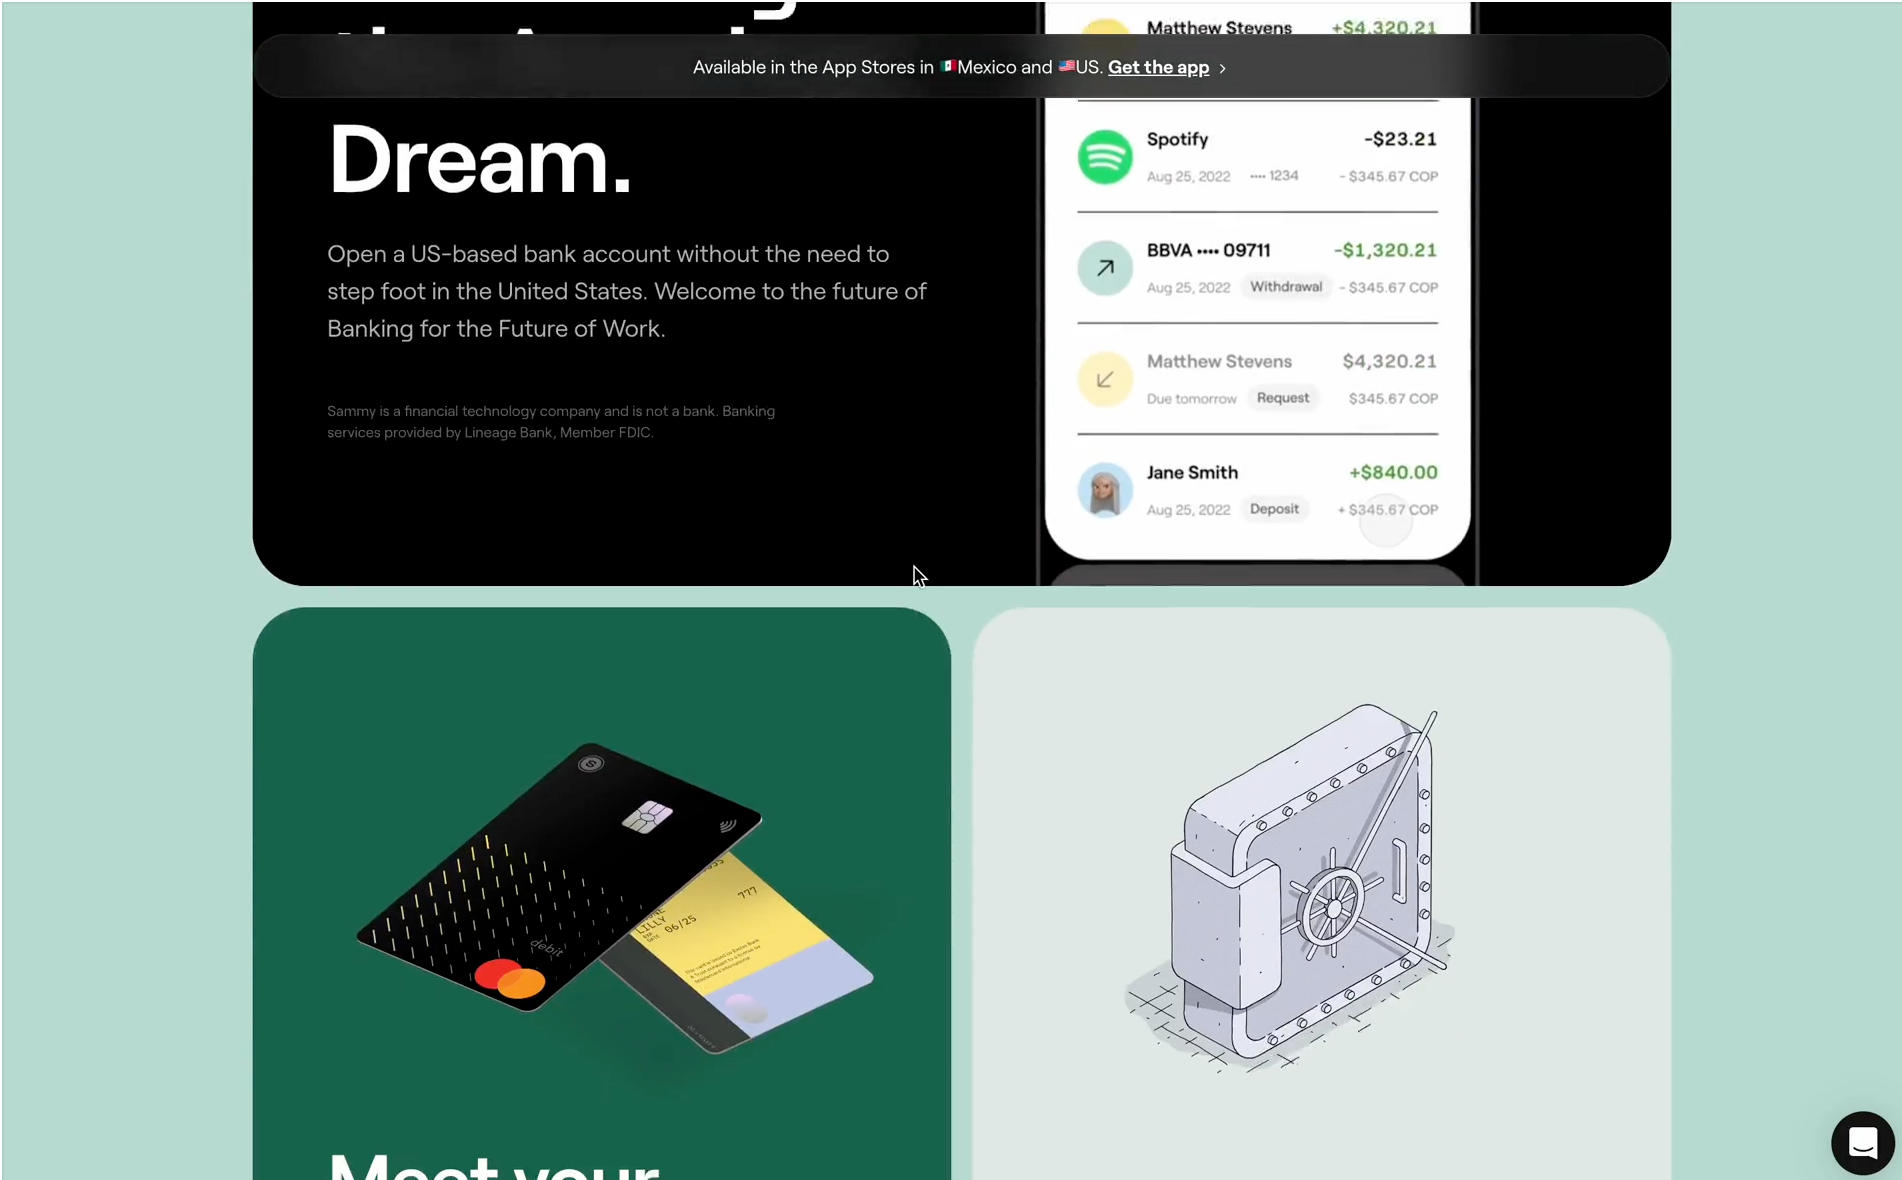 Available in the App Stores in 🇲🇽Mexico and 🇺🇸US. Get the app
Dream.
Open a US-based bank account without the need to
step foot in the United States. Welcome to the future of
Banking for the Future of Work.
Sammy is a financial technology company and is not a bank. Banking
services provided by Lineage Bank, Member FDIC.
Matthew Stevens +$4,320.21
Spotify -$23.21
Aug 25, 2022 •••• 1234 - $345.67 COP
BBVA •••• 09711 -$1,320.21
Aug 25, 2022 Withdrawal - $345.67 COP
Matthew Stevens $4,320.21
Due tomorrow Request $345.67 COP
Jane Smith +$840.00
Aug 25, 2022 Deposit + $345.67 COP
debit
777
LILLY
EXP
DATE 06/25
Meet your